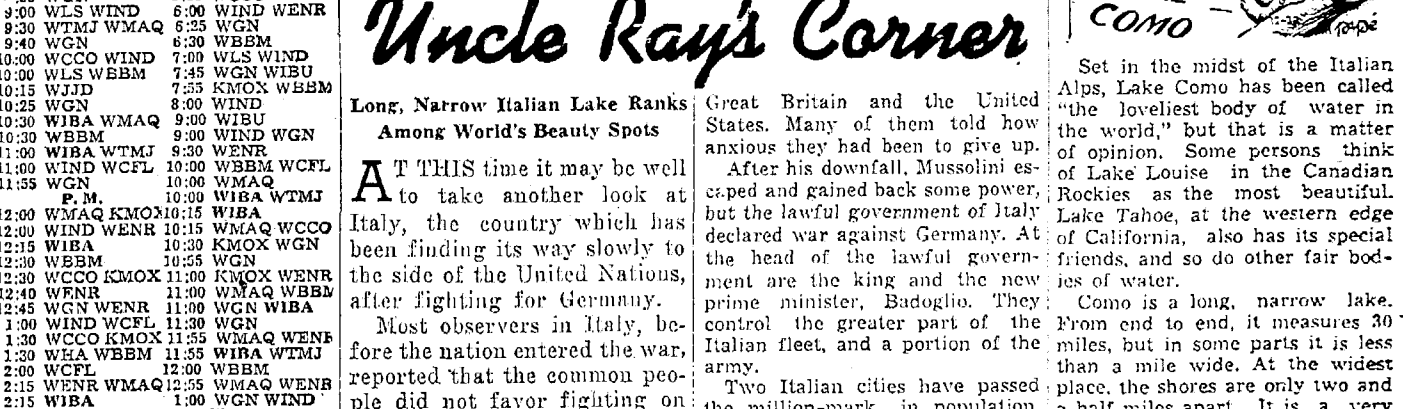 9:00 WLS WIND
9:30 WTMJ WMAQ
9:40 WGN
10:00 WCCO WIND
10:00 WLS WBBM
10:15 WJJD
10:25 WGN
10:30 WIBA WMAQ
10:30 WBBM
11:00 WIBA WTMJ
11:00 WIND WCFL
11:55 WGN
P. M.
12:00 WMAQ KMOX
12:00 WIND WENR
12:15 WIBA
12:30 WBBM
12:30 WCCO KMOX
12:40 WENR
12:45 WGN WENR
1:00 WIND WCFL
1:30 WCCO KMOX
1:30 WHA WBBM
2:00 WCFL
2:15 WENR WMAQ
2:15 WIBA
6:00 WIND WENR
6:25 WGN
6:30 WBBM
7:00 WLS WIND
7:45 WGN WIBU
7:55 KMOX WBBM
8:00 WIND
9:00 WIBU
9:00 WIND WGN
9:30 WENR
10:00 WBBM WCFL
10:00 WMAQ
10:00 WIBA WTMJ
10:15 WIBA
10:15 WMAQ WCCO
10:30 KMOX WGN
10:55 WGN
11:00 KMOX WENR
11:00 WMAQ WBBM
11:00 WGN WIBA
11:30 WGN
11:55 WMAQ WENR
11:55 WIBA WTMJ
12:00 WBBM
12:55 WMAQ WENR
1:00 WGN WIND
Uncle Ray's Corner
Long, Narrow Italian Lake Ranks
Among World's Beauty Spots
AT THIS time it may be well
to take another look at
Italy, the country which has
been finding its way slowly to
the side of the United Nations,
after fighting for Germany.
Most observers in Italy, be-
fore the nation entered the war,
reported that the common peo-
ple did not favor fighting on
Great Britain and the United
States. Many of them told how
anxious they had been to give up.
After his downfall, Mussolini es-
caped and gained back some power,
but the lawful government of Italy
declared war against Germany. At
the head of the lawful govern-
ment are the king and the new
prime minister, Badoglio. They
control the greater part of the
Italian fleet, and a portion of the
army.
Two Italian cities have passed
the million-mark in population,
COMO
Set in the midst of the Italian
Alps, Lake Como has been called
"the loveliest body of water in
the world," but that is a matter
of opinion. Some persons think
of Lake Louise in the Canadian
Rockies as the most beautiful.
Lake Tahoe, at the western edge
of California, also has its special
friends, and so do other fair bod-
ies of water.
Como is a long, narrow lake.
From end to end, it measures 30
miles, but in some parts it is less
than a mile wide. At the widest
place, the shores are only two and
a half miles apart. It is a very